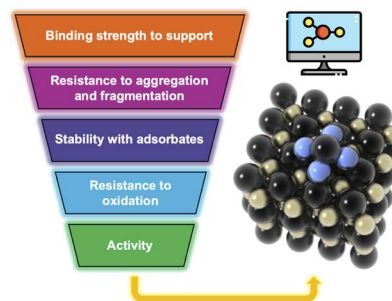 Binding strength to support
Resistance to aggregation
and fragmentation
Stability with adsorbates
Resistance to
oxidation
Activity